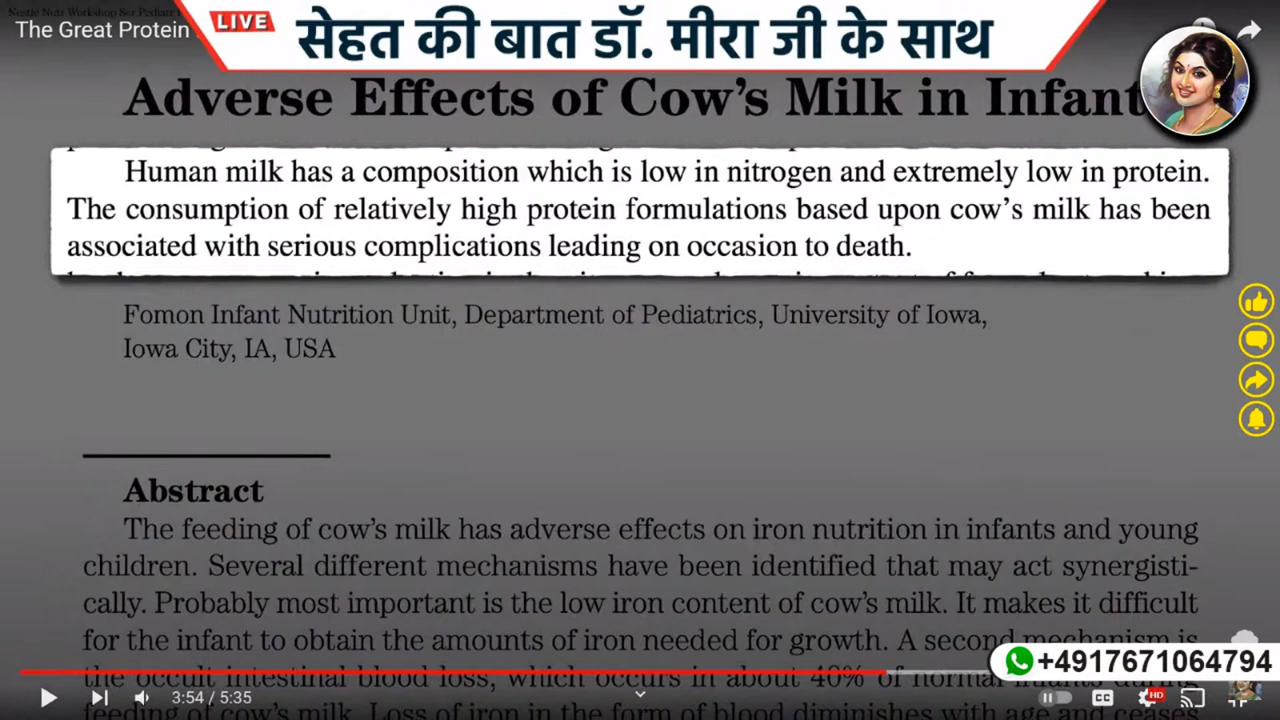 Nestlé Nutr Workshop Ser Pediatr
The Great Protein
LIVE
सेहत की बात डॉ. मीरा जी के साथ
Adverse Effects of Cow's Milk in Infant
Human milk has a composition which is low in nitrogen and extremely low in protein.
The consumption of relatively high protein formulations based upon cow's milk has been
associated with serious complications leading on occasion to death.
Fomon Infant Nutrition Unit, Department of Pediatrics, University of Iowa,
Iowa City, IA, USA
Abstract
The feeding of cow's milk has adverse effects on iron nutrition in infants and young
children. Several different mechanisms have been identified that may act synergisti-
cally. Probably most important is the low iron content of cow's milk. It makes it difficult
for the infant to obtain the amounts of iron needed for growth. A second mechanism is
the occult intestinal blood loss, which occurs in about 40% of normal infants during
feeding of cow's milk. Loss of iron in the form of blood diminishes with age and ceases
+4917671064794
3:54 / 5:35
CC
HD